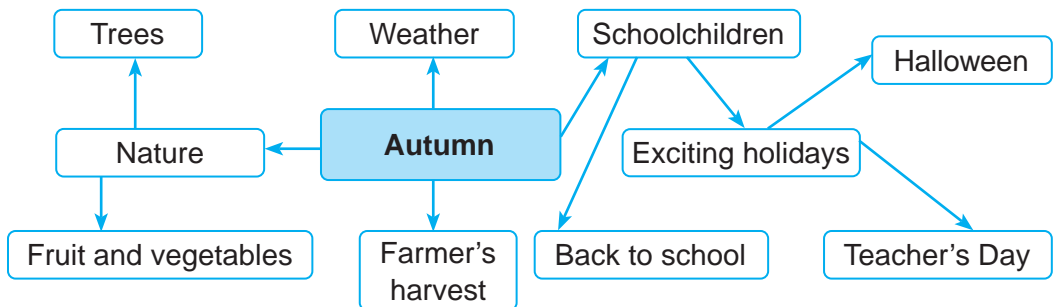 Trees
Weather
Schoolchildren
Halloween
Nature
Autumn
Exciting holidays
Fruit and vegetables
Farmer's
harvest
Back to school
Teacher's Day